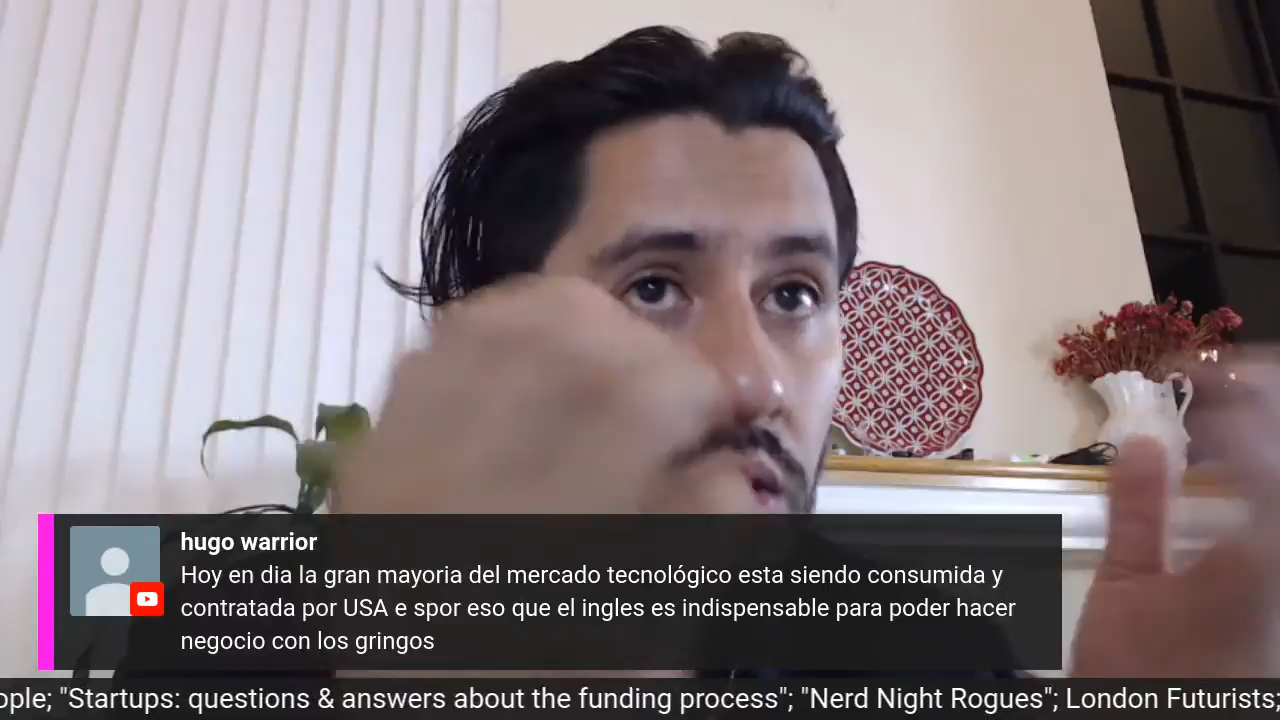 hugo warrior
Hoy en dia la gran mayoria del mercado tecnológico esta siendo consumida y
contratada por USA e spor eso que el ingles es indispensable para poder hacer
negocio con los gringos
ople; "Startups: questions & answers about the funding process"; "Nerd Night Rogues"; London Futurists;